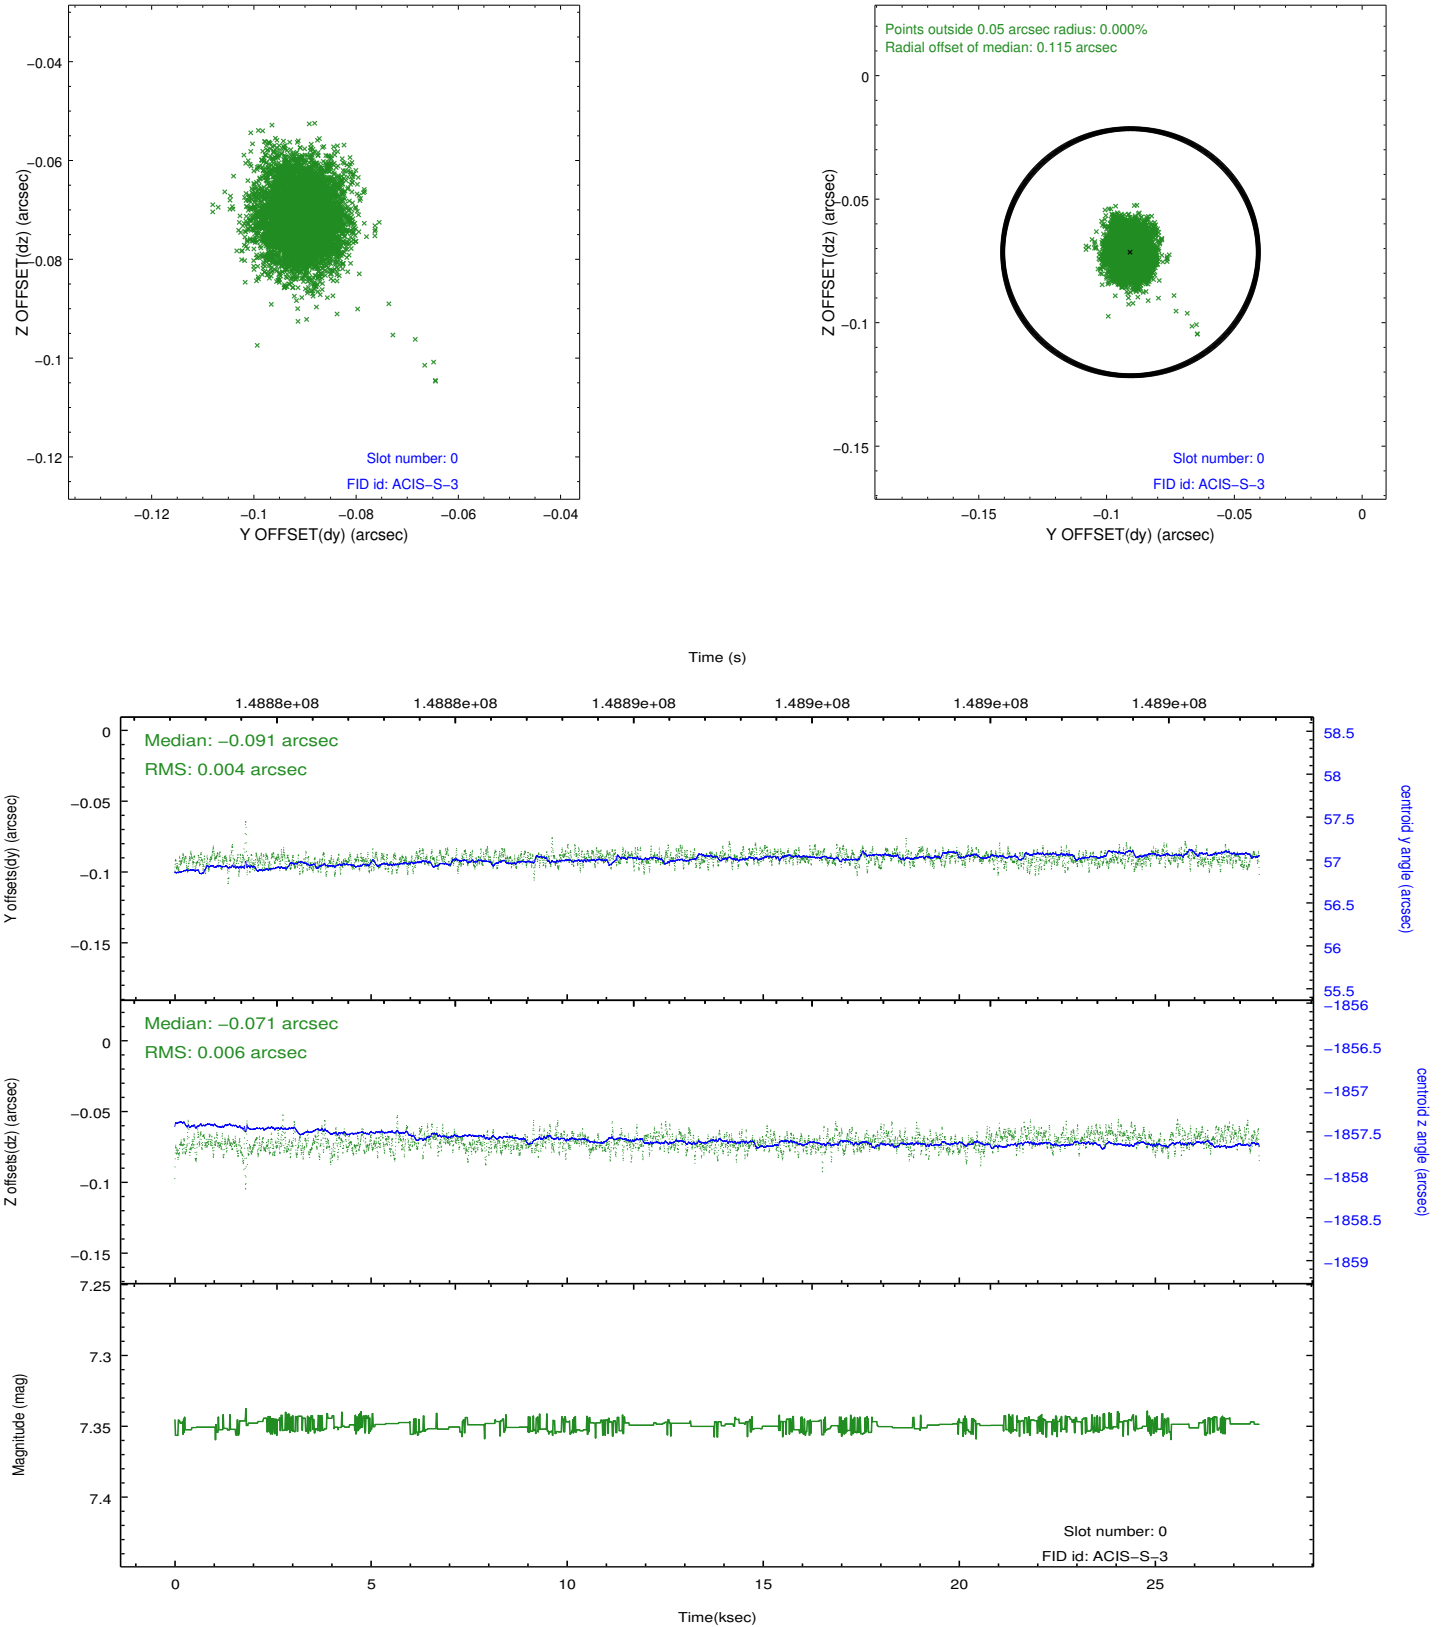 −0.04
−0.06
−0.08
−0.1
−0.12
Z OFFSET(dz) (arcsec)
Slot number: 0
FID id: ACIS−S−3
−0.12
−0.1
−0.08
−0.06
−0.04
Y OFFSET(dy) (arcsec)
Points outside 0.05 arcsec radius: 0.000%
Radial offset of median: 0.115 arcsec
0
−0.05
−0.1
−0.15
Z OFFSET(dz) (arcsec)
Slot number: 0
FID id: ACIS−S−3
−0.15
−0.1
−0.05
0
Y OFFSET(dy) (arcsec)
Time (s)
1.4888e+08
1.4888e+08
1.4889e+08
1.489e+08
1.489e+08
1.489e+08
Median: −0.091 arcsec
RMS: 0.004 arcsec
0
−0.05
−0.1
−0.15
Y offsets(dy) (arcsec)
58.5
58
57.5
57
56.5
56
55.5
centroid y angle (arcsec)
Median: −0.071 arcsec
RMS: 0.006 arcsec
0
−0.05
−0.1
−0.15
Z offsets(dz) (arcsec)
−1856
−1856.5
−1857
−1857.5
−1858
−1858.5
−1859
centroid z angle (arcsec)
7.25
7.3
7.35
7.4
Magnitude (mag)
Slot number: 0
FID id: ACIS−S−3
0
5
10
15
20
25
Time(ksec)